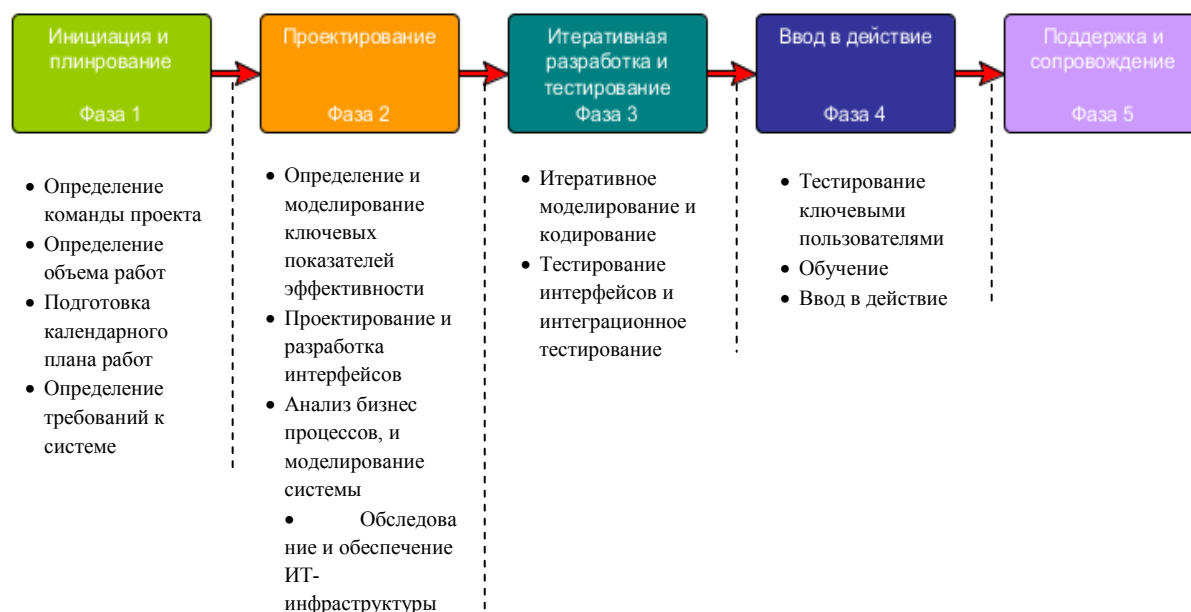 Инициация и
плинрование
Фаза 1
Проектирование
Фаза 2
Итеративная
разработка и
тестирование
Фаза 3
Ввод в действие
Фаза 4
Поддержка и
сопровождение
Фаза 5
• Определение
команды проекта
• Определение
объема работ
• Подготовка
календарного
плана работ
• Определение
требований к
системе
• Определение и
моделирование
ключевых
показателей
эффективности
• Проектирование и
разработка
интерфейсов
• Анализ бизнес
процессов, и
моделирование
системы
• Обследова
ние и обеспечение
ИТ-
инфраструктуры
• Итеративное
моделирование и
кодирование
• Тестирование
интерфейсов и
интеграционное
тестирование
• Тестирование
ключевыми
пользователями
• Обучение
• Ввод в действие